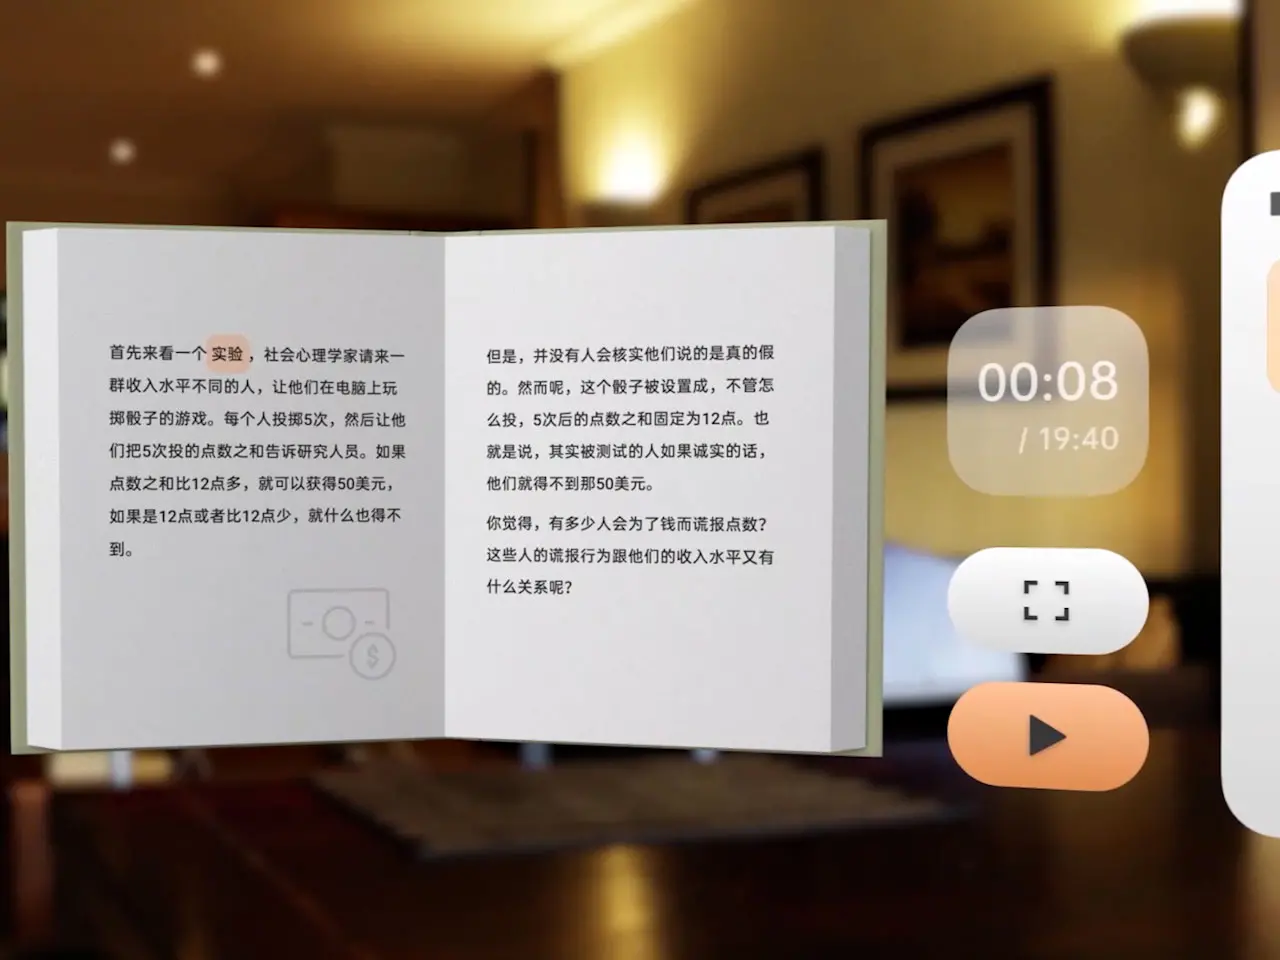 首先来看一个 实验 ，社会心理学家请来一
群收入水平不同的人，让他们在电脑上玩
掷骰子的游戏。每个人投掷5次，然后让他
们把5次投的点数之和告诉研究人员。如果
点数之和比12点多，就可以获得50美元，
如果是12点或者比12点少，就什么也得不
到。
$
但是，并没有人会核实他们说的是真的假
的。然而呢，这个骰子被设置成，不管怎
么投，5次后的点数之和固定为12点。也
就是说，其实被测试的人如果诚实的话，
他们就得不到那50美元。
你觉得，有多少人会为了钱而谎报点数？
这些人的谎报行为跟他们的收入水平又有
什么关系呢？
00:08
/ 19:40